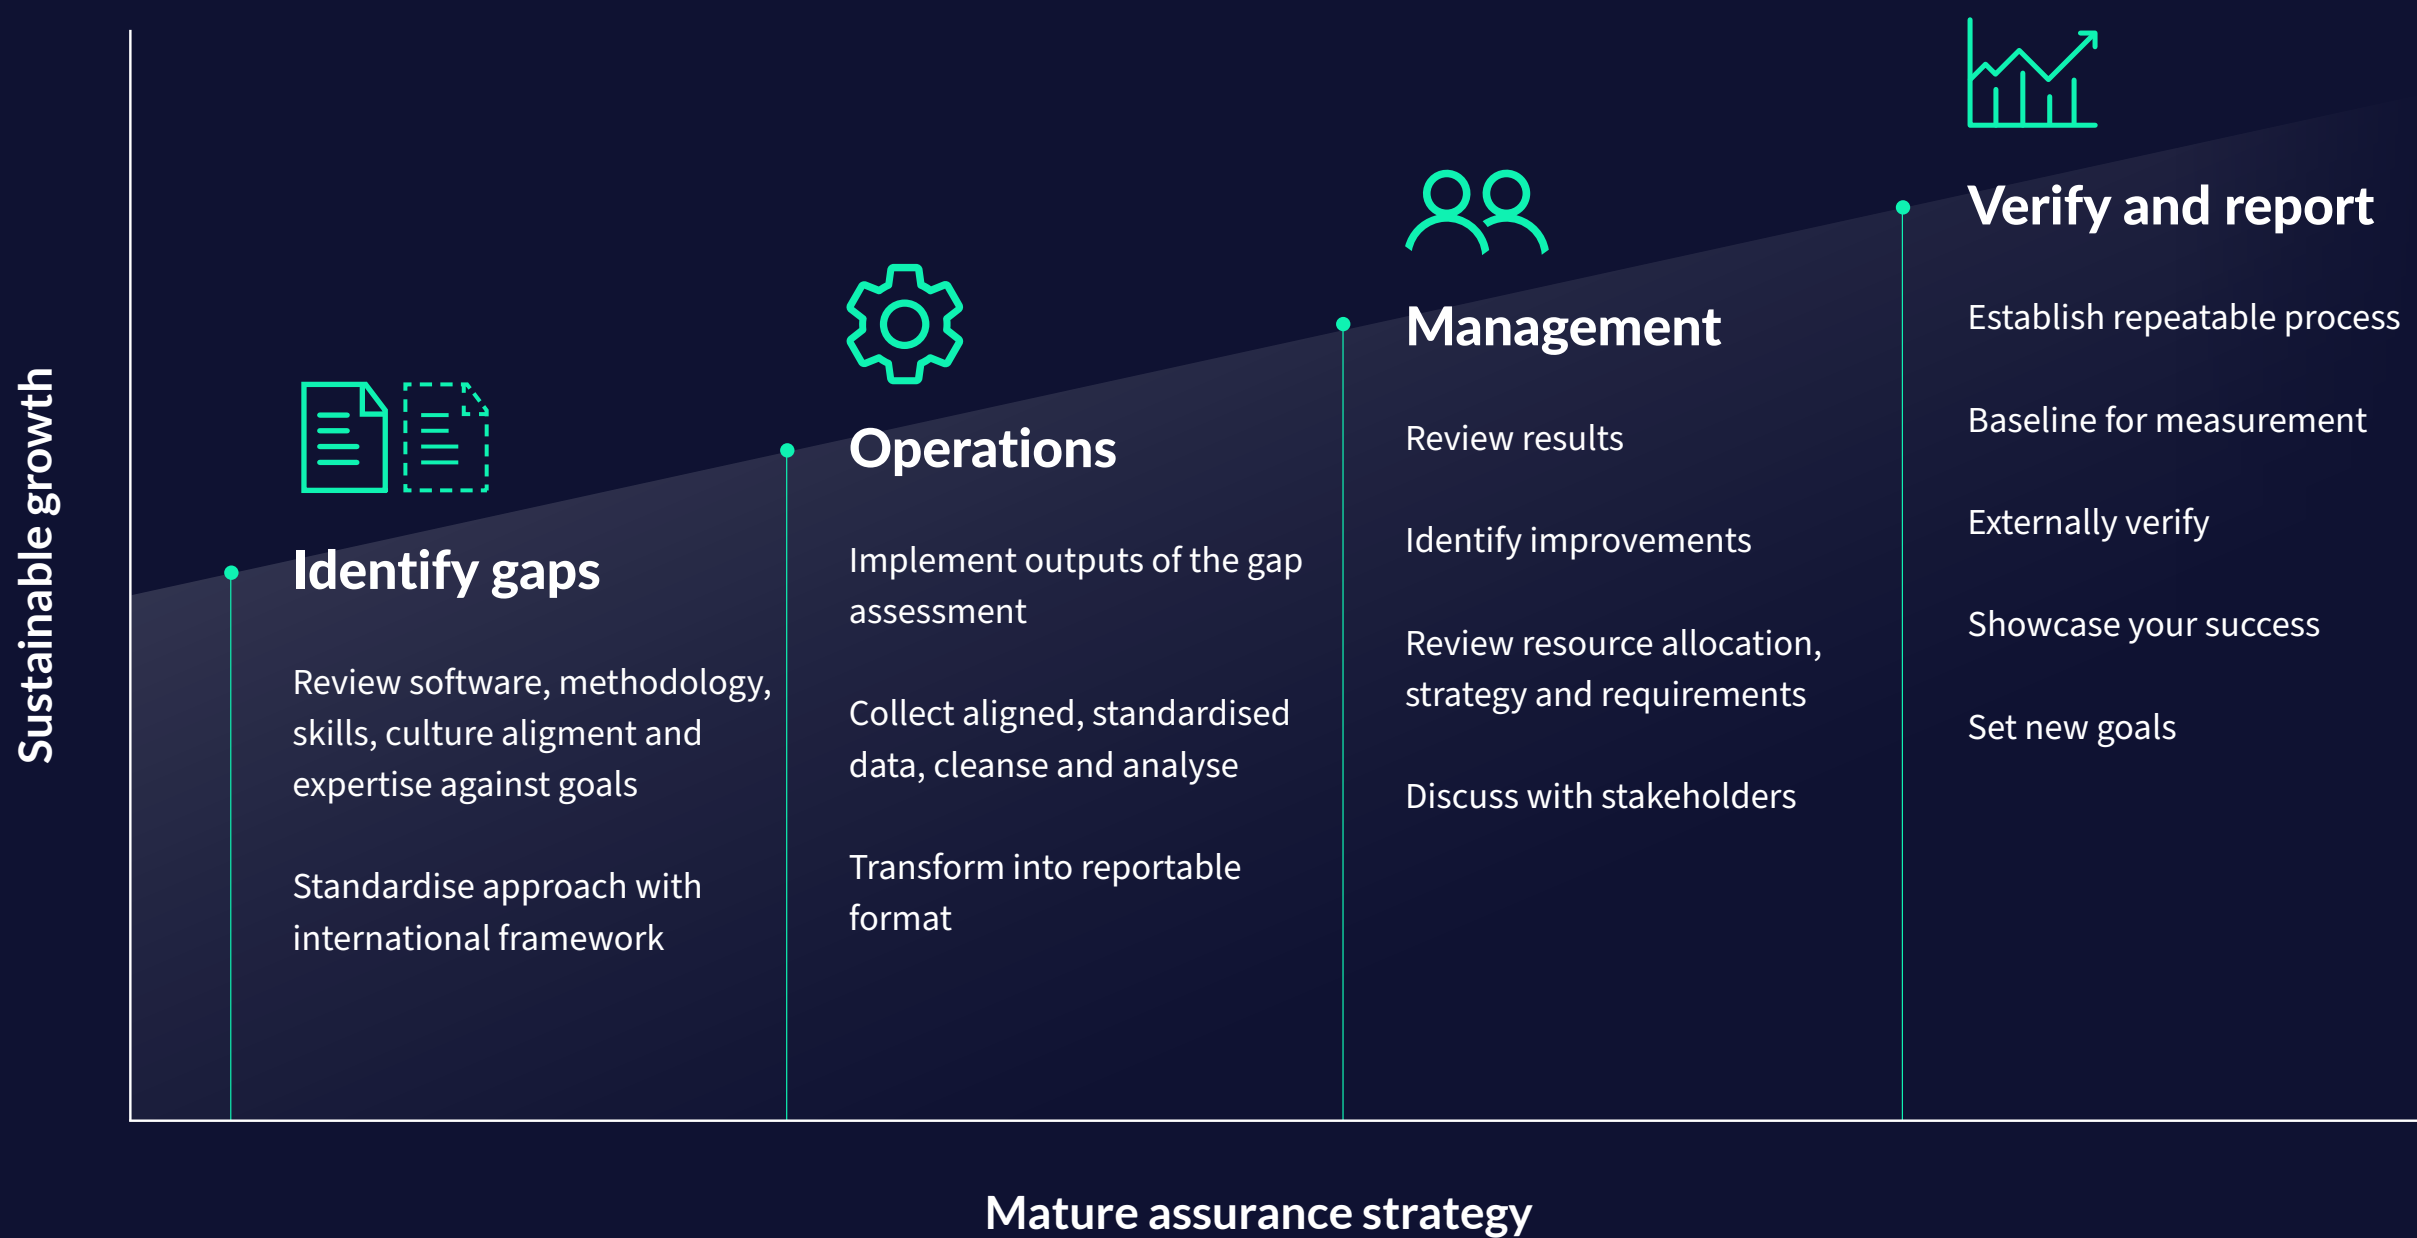 Sustainable growth
Identify gaps
Review software, methodology,
skills, culture aligment and
expertise against goals
Standardise approach with
international framework
Operations
Implement outputs of the gap
assessment
Collect aligned, standardised
data, cleanse and analyse
Transform into reportable
format
Management
Review results
Identify improvements
Review resource allocation,
strategy and requirements
Discuss with stakeholders
Verify and report
Establish repeatable process
Baseline for measurement
Externally verify
Showcase your success
Set new goals
Mature assurance strategy